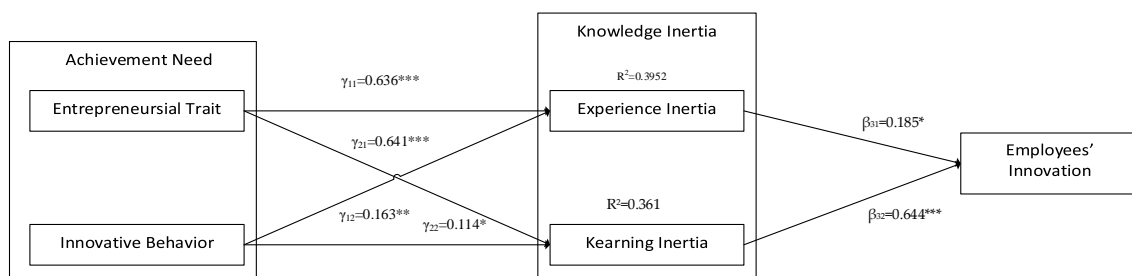 Knowledge Inertia
Achievement Need
R²=0.3952
γ₁₁=0.636***
Entrepreneursial Trait
Experience Inertia
β₃₁=0.185*
γ₂₁=0.641***
Employees’
Innovation
R²=0.361
γ₁₂=0.163**
γ₂₂=0.114*
β₃₂=0.644***
Innovative Behavior
Kearning Inertia